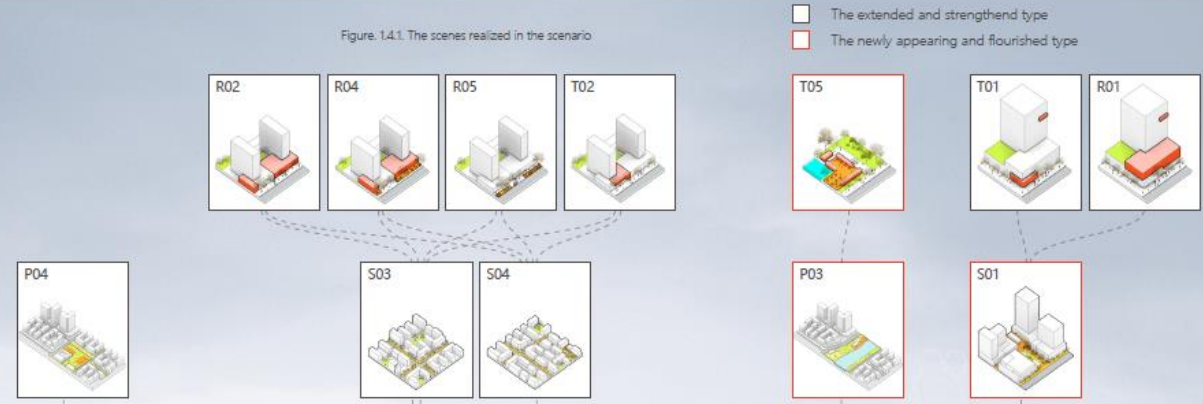 The extended and strengthend type
Figure. 1.4.1. The scenes realized in the scenario
The newly appearing and flourished type
R02
R04
R05
T02
T05
T01
R01
P04
S03
S04
P03
S01